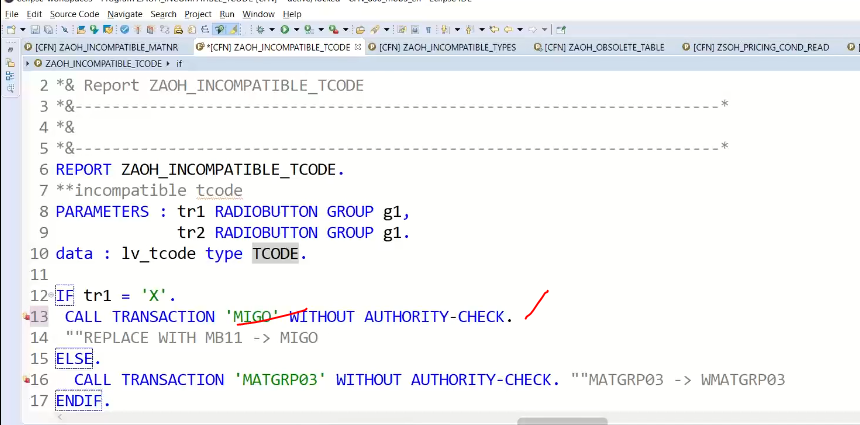 File Edit Source Code Navigate Search Project Run Window Help
[CFN] ZAOH_INCOMPATIBLE_MATNR *[CFN] ZAOH_INCOMPATIBLE_TCODE [CFN] ZAOH_INCOMPATIBLE_TYPES [CFN] ZAOH_OBSOLETE_TABLE [CFN] ZSOH_PRICING_COND_READ
ZAOH_INCOMPATIBLE_TCODE if
2 *& Report ZAOH_INCOMPATIBLE_TCODE
3 *&---------------------------------------------------------------------*
4 *&
5 *&---------------------------------------------------------------------*
6 REPORT ZAOH_INCOMPATIBLE_TCODE.
7 **incompatible tcode
8 PARAMETERS : tr1 RADIOBUTTON GROUP g1,
9 tr2 RADIOBUTTON GROUP g1.
10 data : lv_tcode type TCODE.
11
12 IF tr1 = 'X'.
13 CALL TRANSACTION 'MIGO' WITHOUT AUTHORITY-CHECK.
14 ""REPLACE WITH MB11 -> MIGO
15 ELSE.
16 CALL TRANSACTION 'MATGRP03' WITHOUT AUTHORITY-CHECK. ""MATGRP03 -> WMATGRP03
17 ENDIF.